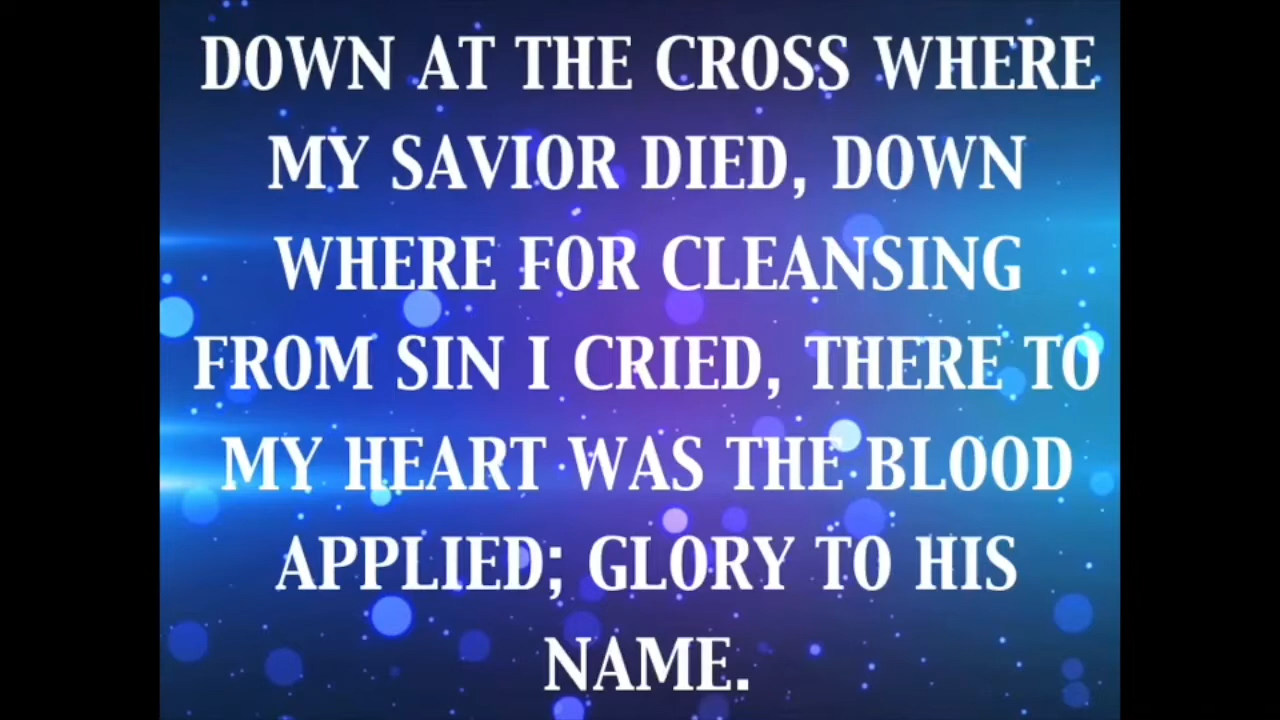 DOWN AT THE CROSS WHERE
MY SAVIOR DIED, DOWN
WHERE FOR CLEANSING
FROM SIN I CRIED, THERE TO
MY HEART WAS THE BLOOD
APPLIED; GLORY TO HIS
NAME.